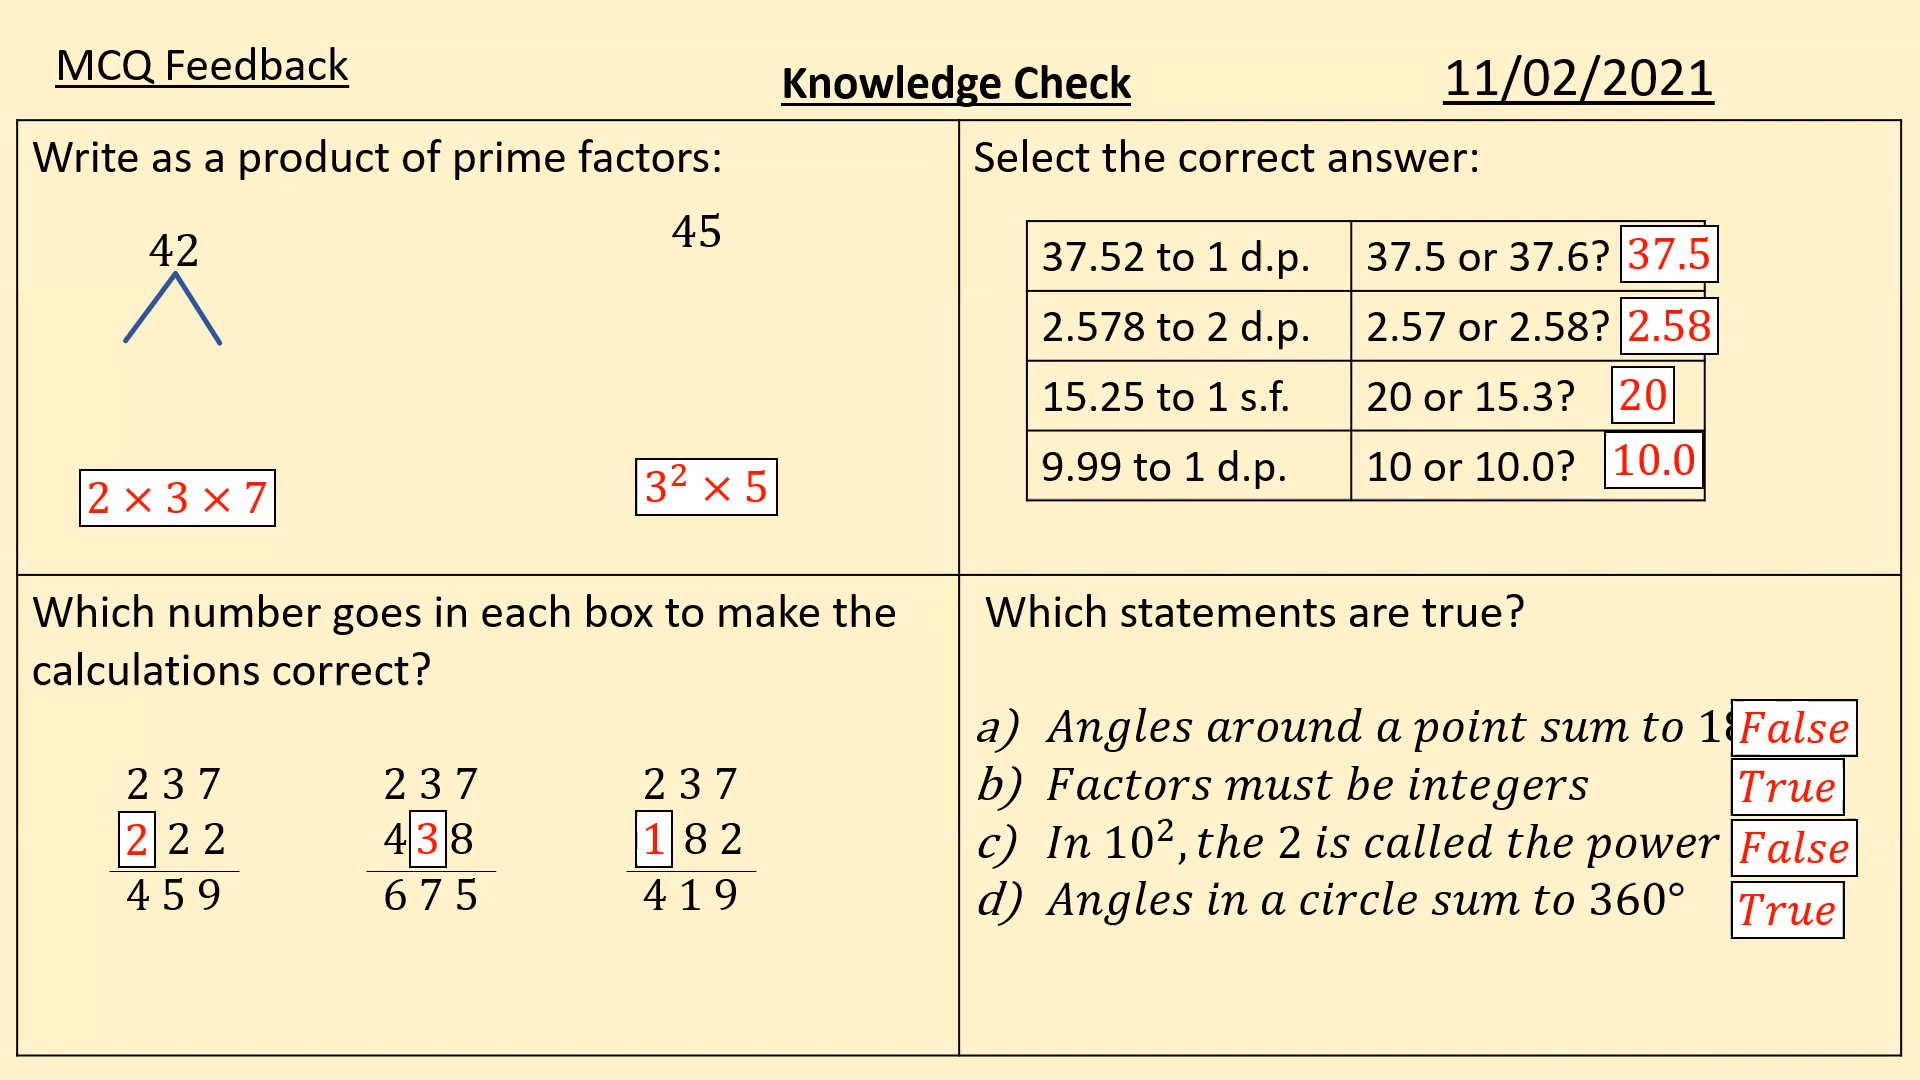 MCQ Feedback
Knowledge Check
11/02/2021
Write as a product of prime factors:
42
45
2 × 3 × 7
3² × 5
Select the correct answer:
37.52 to 1 d.p. 37.5 or 37.6? 37.5
2.578 to 2 d.p. 2.57 or 2.58? 2.58
15.25 to 1 s.f. 20 or 15.3? 20
9.99 to 1 d.p. 10 or 10.0? 10.0
Which number goes in each box to make the
calculations correct?
2 3 7
2 2 2
4 5 9
2 3 7
4 3 8
6 7 5
2 3 7
1 8 2
4 1 9
Which statements are true?
a) Angles around a point sum to False
b) Factors must be integers True
c) In 10², the 2 is called the power False
d) Angles in a circle sum to 360° True